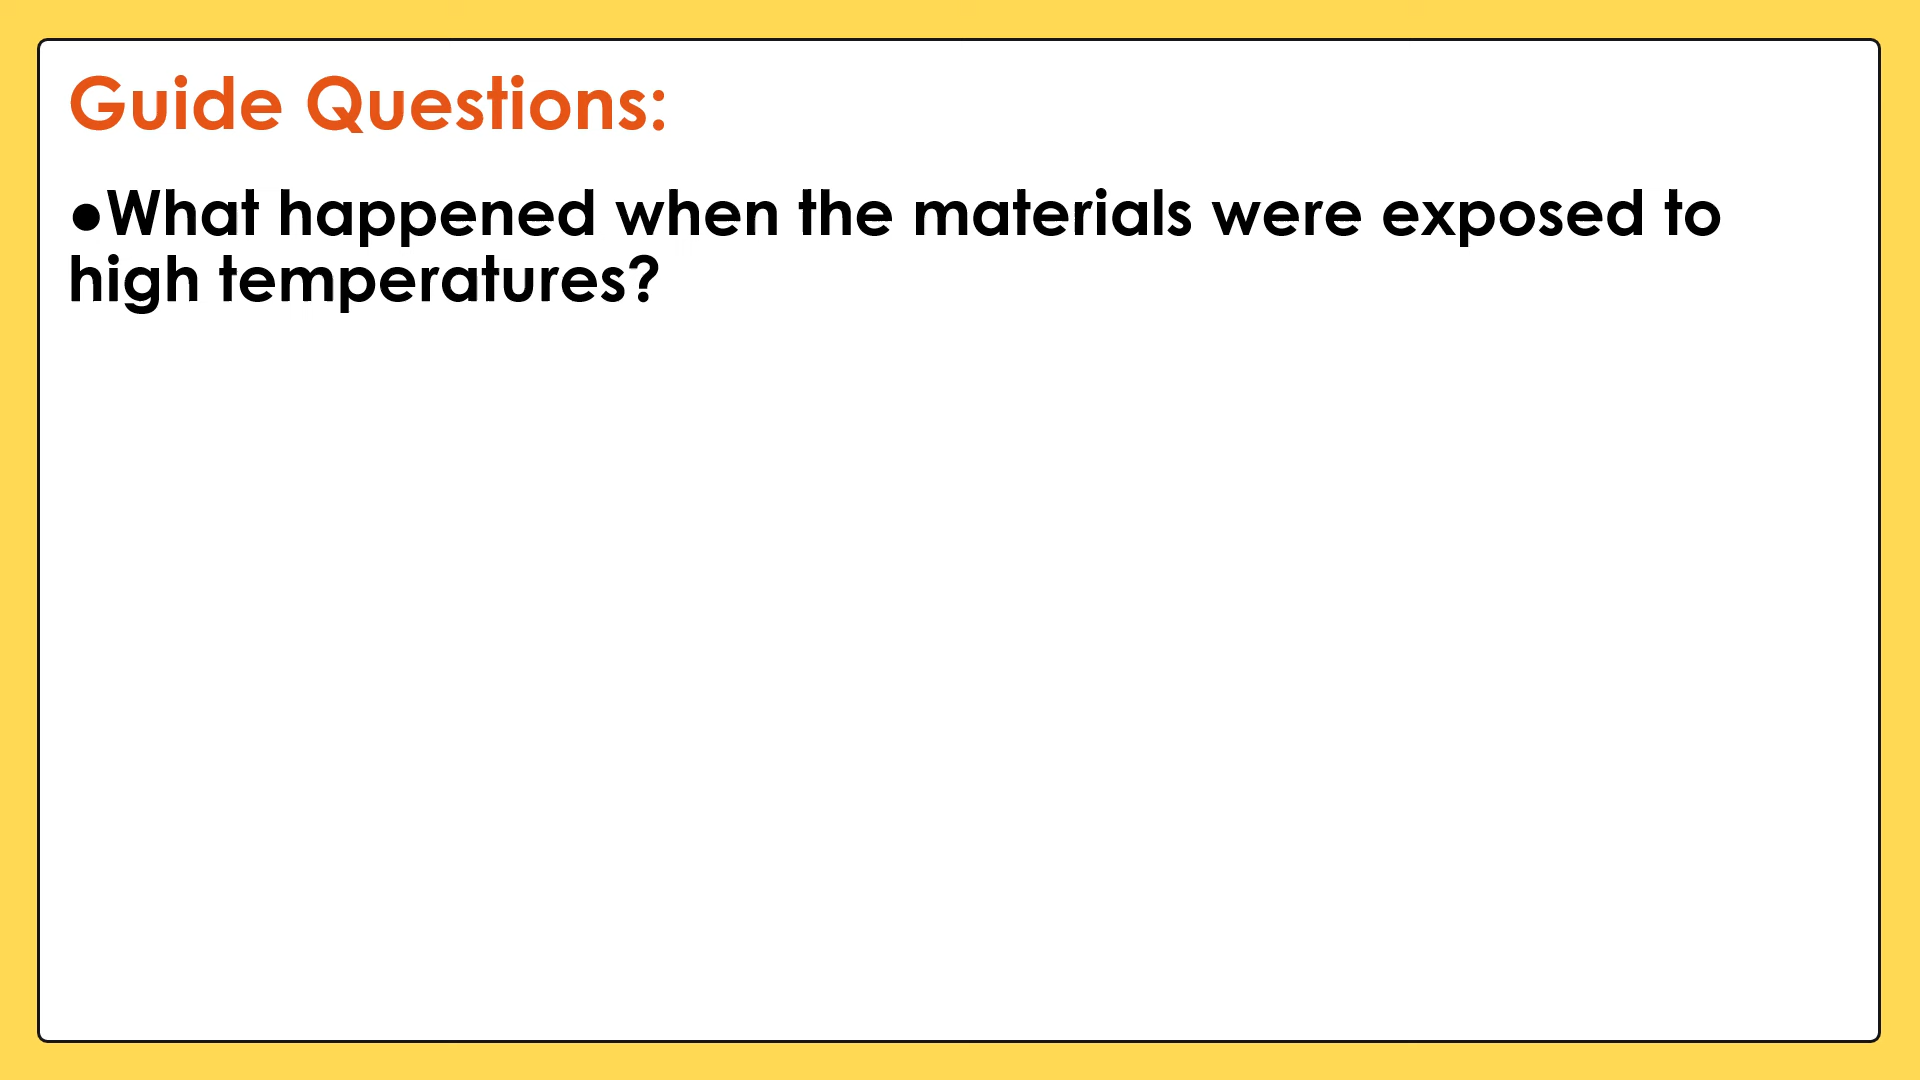 Guide Questions:
●What happened when the materials were exposed to
high temperatures?